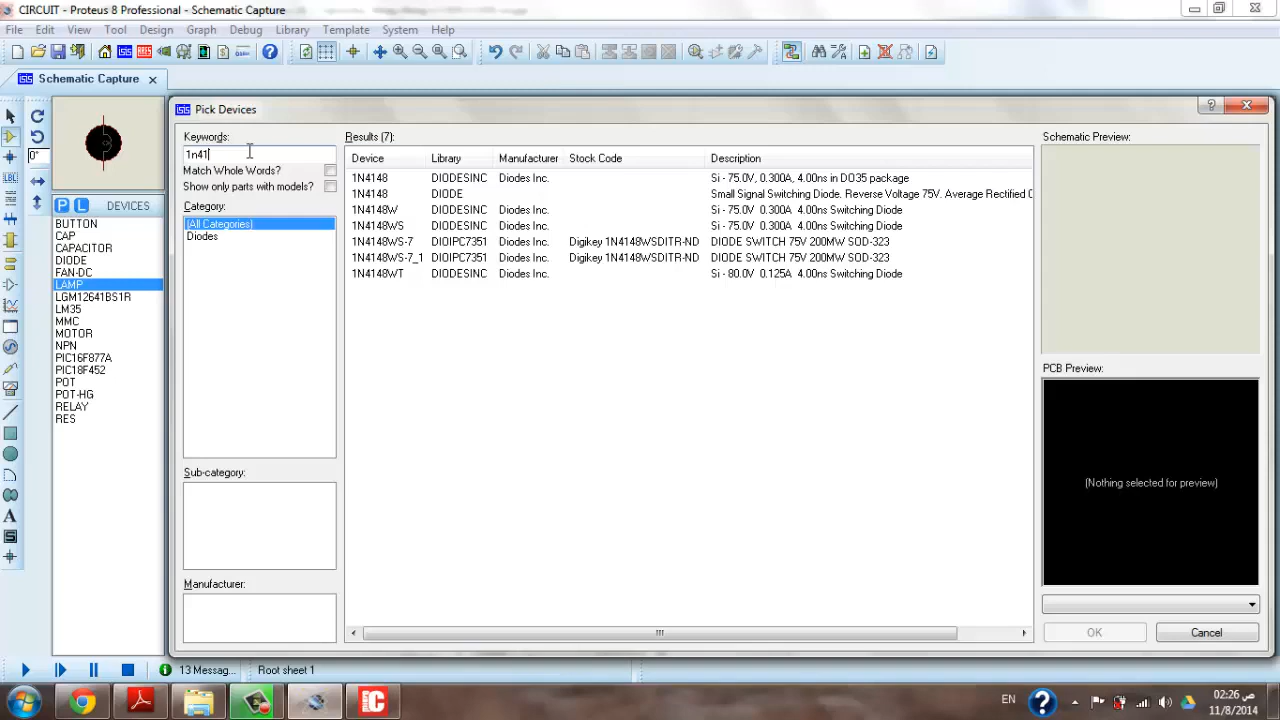 CIRCUIT - Proteus 8 Professional - Schematic Capture
File Edit View Tool Design Graph Debug Library Template System Help
Schematic Capture
Pick Devices
Keywords:
1n41
Match Whole Words?
Show only parts with models?
Category:
(All Categories)
Diodes
Sub-category:
Manufacturer:
Results (7):
Device Library Manufacturer Stock Code Description
1N4148 DIODESINC Diodes Inc. Si - 75.0V, 0.300A, 4.00ns in DO35 package
1N4148 DIODE Small Signal Switching Diode. Reverse Voltage 75V. Average Rectified C
1N4148W DIODESINC Diodes Inc. Si - 75.0V 0.300A 4.00ns Switching Diode
1N4148WS DIODESINC Diodes Inc. Si - 75.0V 0.300A 4.00ns Switching Diode
1N4148WS-7 DIOIPC7351 Diodes Inc. Digikey 1N4148WSDITR-ND DIODE SWITCH 75V 200MW SOD-323
1N4148WS-7_1 DIOIPC7351 Diodes Inc. Digikey 1N4148WSDITR-ND DIODE SWITCH 75V 200MW SOD-323
1N4148WT DIODESINC Diodes Inc. Si - 80.0V 0.125A 4.00ns Switching Diode
Schematic Preview:
PCB Preview:
(Nothing selected for preview)
OK Cancel
0°
P L DEVICES
BUTTON
CAP
CAPACITOR
DIODE
FAN-DC
LAMP
LGM12641BS1R
LM35
MMC
MOTOR
NPN
PIC16F877A
PIC18F452
POT
POT-HG
RELAY
RES
13 Messag... Root sheet 1
EN
02:26 ص
11/8/2014